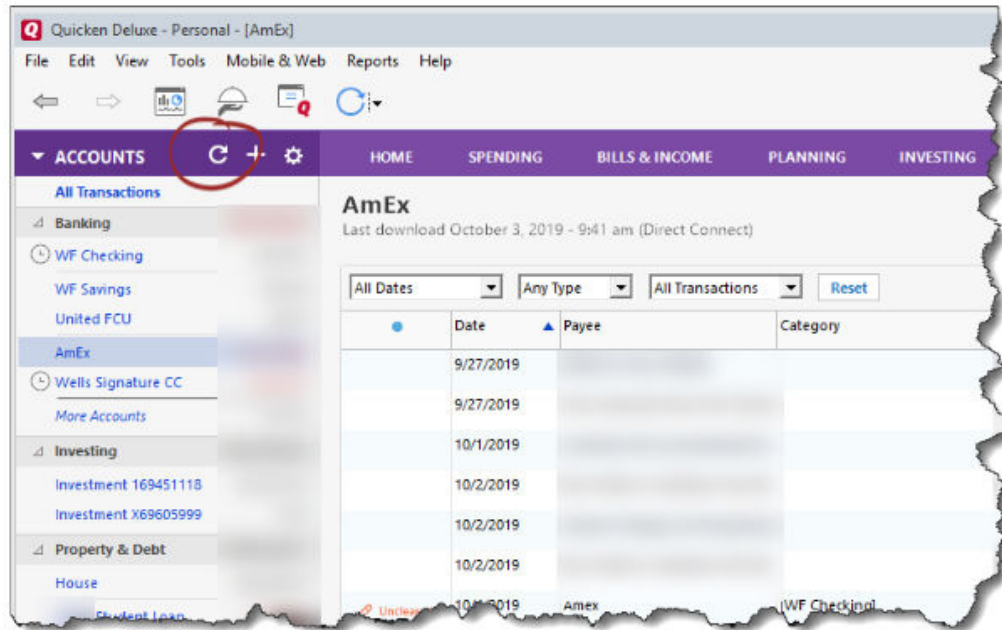 Quicken Deluxe - Personal - [AmEx]
File Edit View Tools Mobile & Web Reports Help
ACCOUNTS HOME SPENDING BILLS & INCOME PLANNING INVESTING
All Transactions
Banking
WF Checking
WF Savings
United FCU
AmEx
Wells Signature CC
More Accounts
Investing
Investment 169451118
Investment X69605999
Property & Debt
House
Student Loan
AmEx
Last download October 3, 2019 - 9:41 am (Direct Connect)
All Dates Any Type All Transactions Reset
Date Payee Category
9/27/2019
9/27/2019
10/1/2019
10/2/2019
10/2/2019
10/2/2019
Amex [WF Checking]